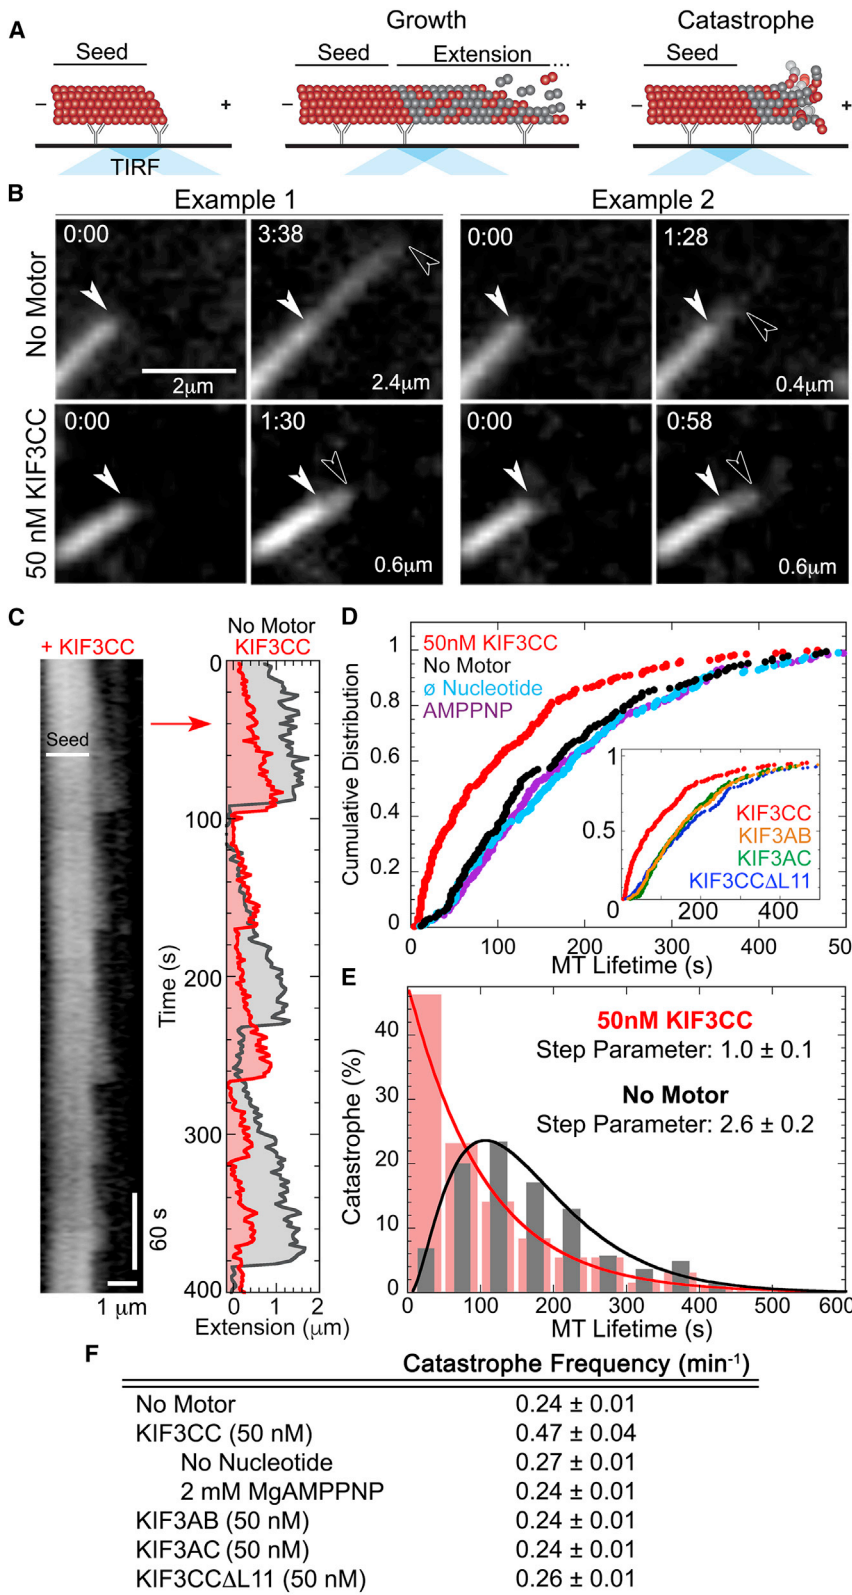 A
Growth
Catastrophe
Seed
Seed
Extension
...
Seed
− + − + − +
TIRF
B
Example 1
Example 2
No Motor
0:00
3:38
0:00
1:28
2μm
2.4μm
0.4μm
50 nM KIF3CC
0:00
1:30
0:00
0:58
0.6μm
0.6μm
C
+ KIF3CC
Seed
60 s
1 μm
No Motor
KIF3CC
Time (s)
0
100
200
300
400
0 1 2
Extension (μm)
D
50nM KIF3CC
No Motor
ø Nucleotide
AMPPNP
Cumulative Distribution
1
0.8
0.6
0.4
0.2
0
0 100 200 300 400 50
MT Lifetime (s)
1
0.5
200 400
KIF3CC
KIF3AB
KIF3AC
KIF3CCΔL11
E
50nM KIF3CC
Step Parameter: 1.0 ± 0.1
No Motor
Step Parameter: 2.6 ± 0.2
Catastrophe (%)
40
30
20
10
0
0 100 200 300 400 500 600
MT Lifetime (s)
F
Catastrophe Frequency (min-1)
No Motor 0.24 ± 0.01
KIF3CC (50 nM) 0.47 ± 0.04
No Nucleotide 0.27 ± 0.01
2 mM MgAMPPNP 0.24 ± 0.01
KIF3AB (50 nM) 0.24 ± 0.01
KIF3AC (50 nM) 0.24 ± 0.01
KIF3CCΔL11 (50 nM) 0.26 ± 0.01